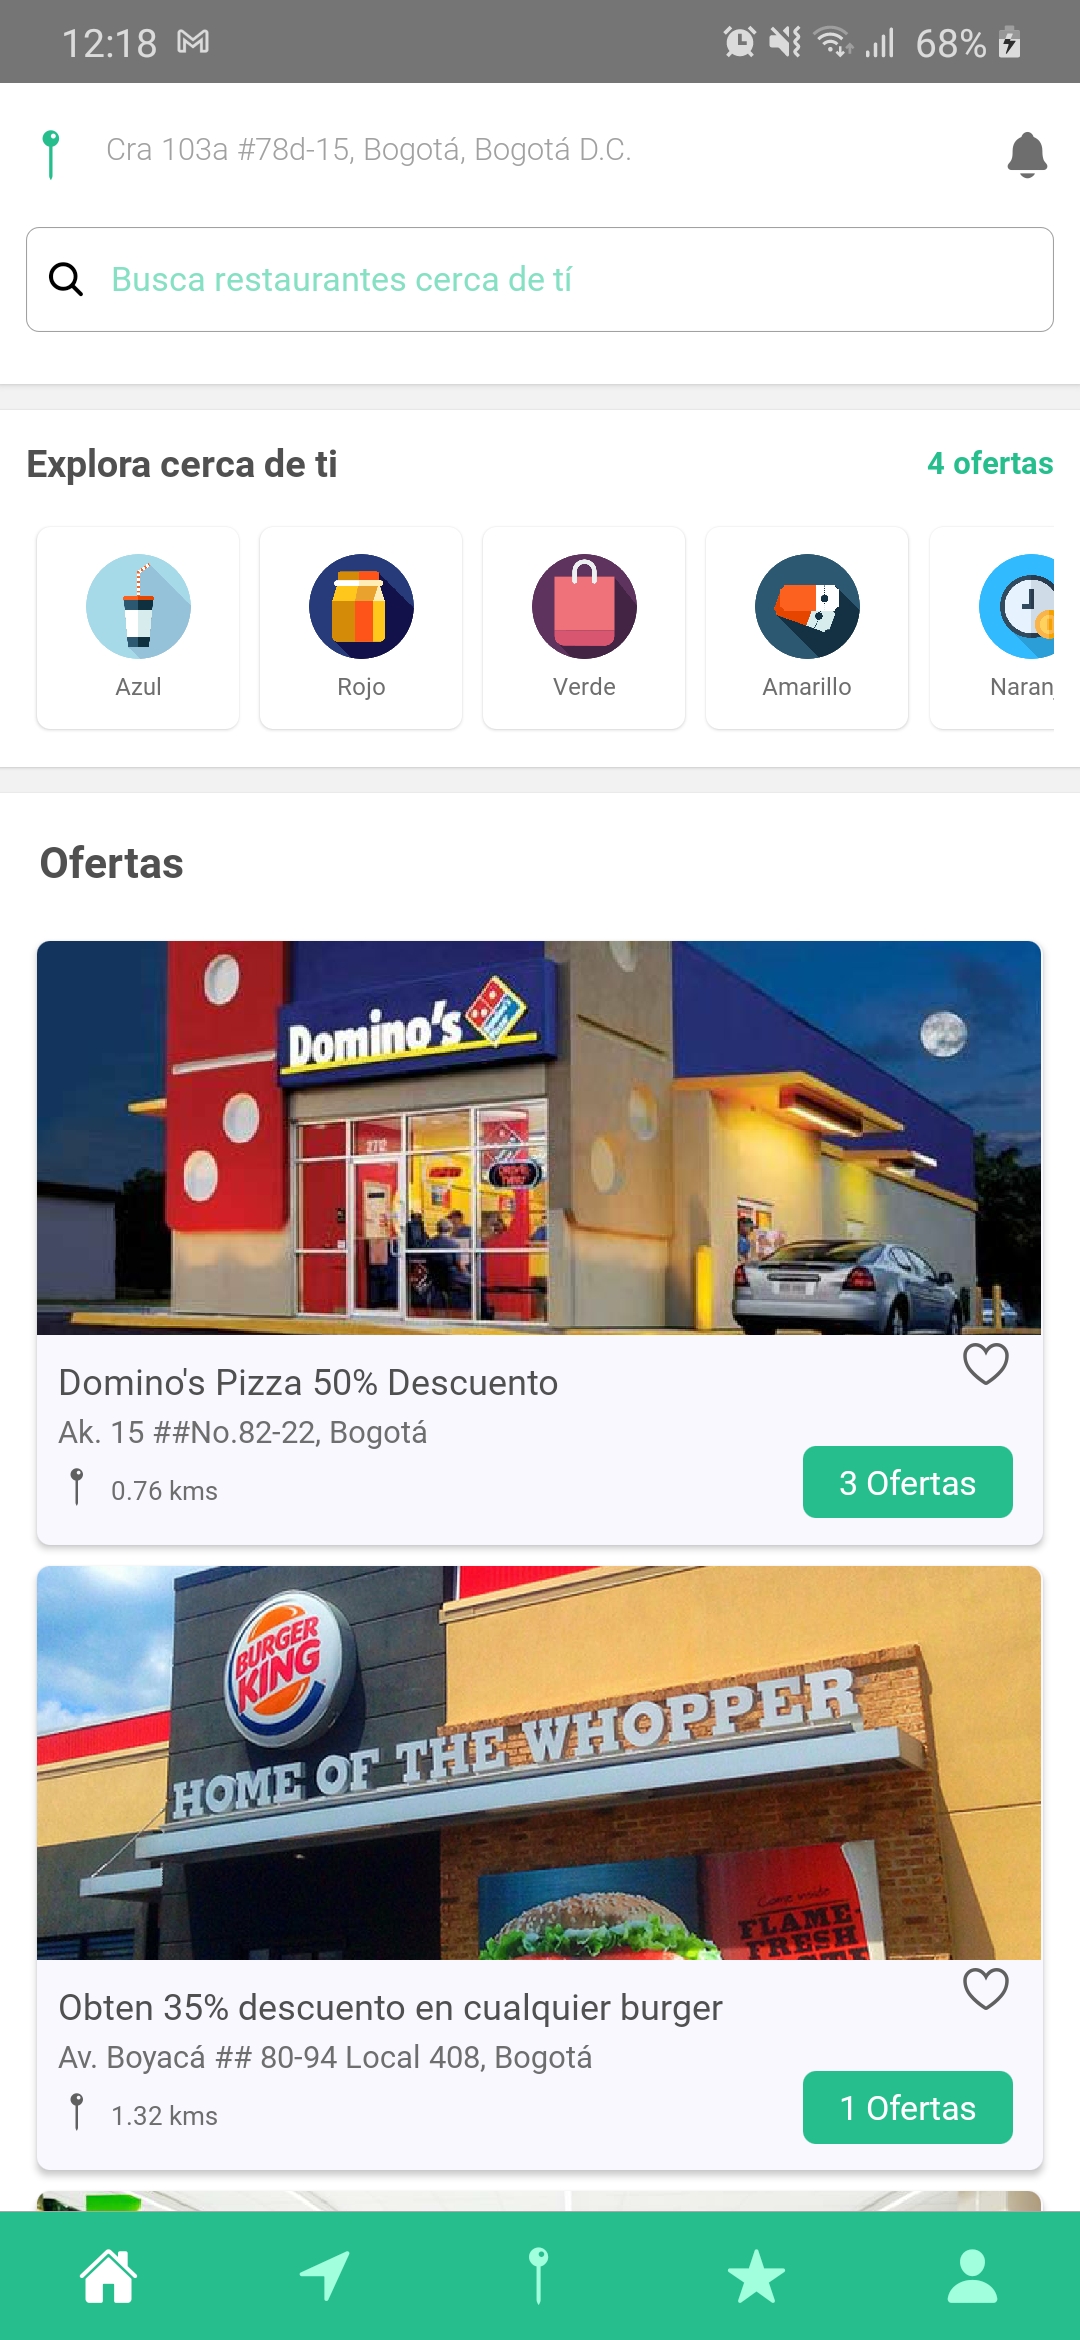 12:18
68%
Cra 103a #78d-15, Bogotá, Bogotá D.C.
Busca restaurantes cerca de tí
Explora cerca de ti
4 ofertas
Azul
Rojo
Verde
Amarillo
Naran
Ofertas
Domino's
2712
Domino's Pizza 50% Descuento
Ak. 15 ##No.82-22, Bogotá
0.76 kms
3 Ofertas
BURGER
KING
HOME OF THE WHOPPER
Come inside
FLAME-
FRESH
Obten 35% descuento en cualquier burger
Av. Boyacá ## 80-94 Local 408, Bogotá
1.32 kms
1 Ofertas